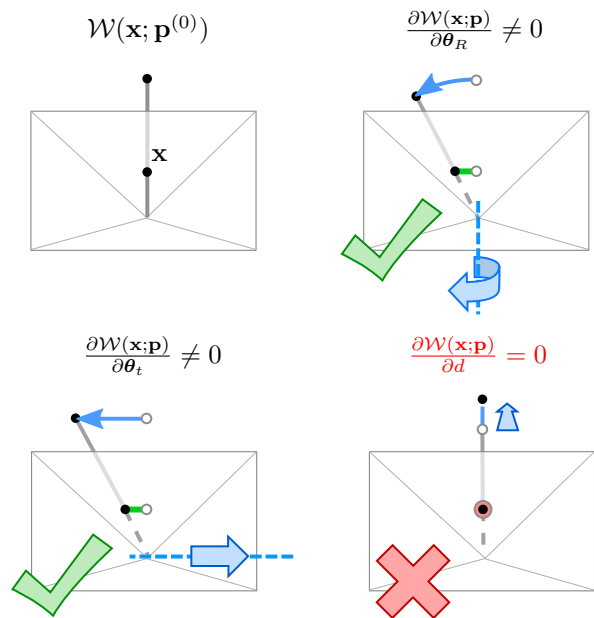 𝒲(𝐱; 𝐩⁽⁰⁾)
∂𝒲(𝐱;𝐩)/∂𝜽_R ≠ 0
𝐱
∂𝒲(𝐱;𝐩)/∂𝜽_t ≠ 0
∂𝒲(𝐱;𝐩)/∂d = 0